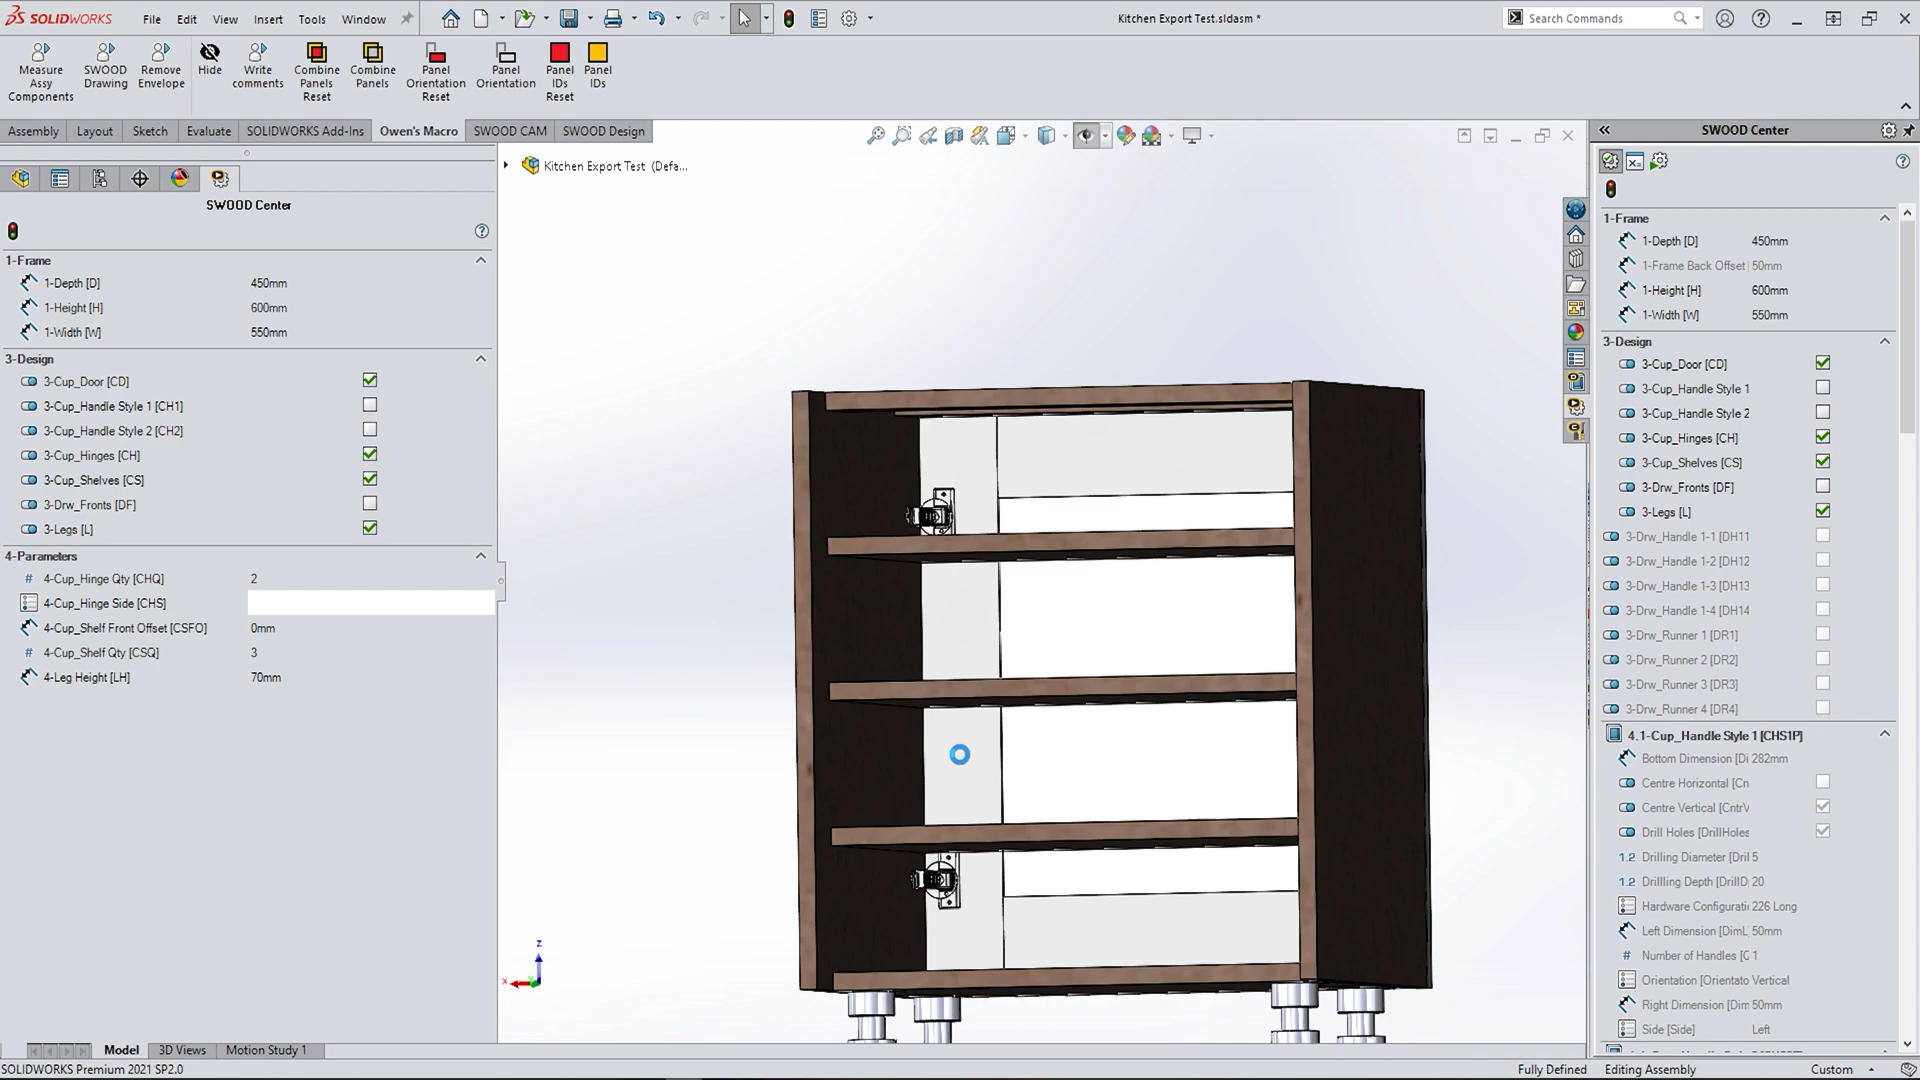 SOLIDWORKS File Edit View Insert Tools Window
Kitchen Export Test.sldasm *
Search Commands
Measure Assy Components
SWOOD Drawing
Remove Envelope
Hide
Write comments
Combine Panels Reset
Combine Panels
Panel Orientation Reset
Panel Orientation
Panel IDs Reset
Panel IDs
Assembly Layout Sketch Evaluate SOLIDWORKS Add-Ins Owen's Macro SWOOD CAM SWOOD Design
SWOOD Center
1-Frame
1-Depth [D] 450mm
1-Height [H] 600mm
1-Width [W] 550mm
3-Design
3-Cup_Door [CD]
3-Cup_Handle Style 1 [CH1]
3-Cup_Handle Style 2 [CH2]
3-Cup_Hinges [CH]
3-Cup_Shelves [CS]
3-Drw_Fronts [DF]
3-Legs [L]
4-Parameters
# 4-Cup_Hinge Qty [CHQ] 2
4-Cup_Hinge Side [CHS]
4-Cup_Shelf Front Offset [CSFO] 0mm
# 4-Cup_Shelf Qty [CSQ] 3
4-Leg Height [LH] 70mm
Kitchen Export Test (Defa...
z
x
SWOOD Center
1-Frame
1-Depth [D] 450mm
1-Frame Back Offset 50mm
1-Height [H] 600mm
1-Width [W] 550mm
3-Design
3-Cup_Door [CD]
3-Cup_Handle Style 1
3-Cup_Handle Style 2
3-Cup_Hinges [CH]
3-Cup_Shelves [CS]
3-Drw_Fronts [DF]
3-Legs [L]
3-Drw_Handle 1-1 [DH11
3-Drw_Handle 1-2 [DH12
3-Drw_Handle 1-3 [DH13
3-Drw_Handle 1-4 [DH14
3-Drw_Runner 1 [DR1]
3-Drw_Runner 2 [DR2]
3-Drw_Runner 3 [DR3]
3-Drw_Runner 4 [DR4]
4.1-Cup_Handle Style 1 [CHS1P]
Bottom Dimension [Di 282mm
Centre Horizontal [Cn
Centre Vertical [CntrV
Drill Holes [DrillHoles
1.2 Drilling Diameter [Dril 5
1.2 Drillling Depth [DrillD 20
Hardware Configurati 226 Long
Left Dimension [DimL 50mm
# Number of Handles [C 1
Orientation [Orientato Vertical
Right Dimension [Dim 50mm
Side [Side] Left
Model 3D Views Motion Study 1
SOLIDWORKS Premium 2021 SP2.0
Fully Defined Editing Assembly Custom